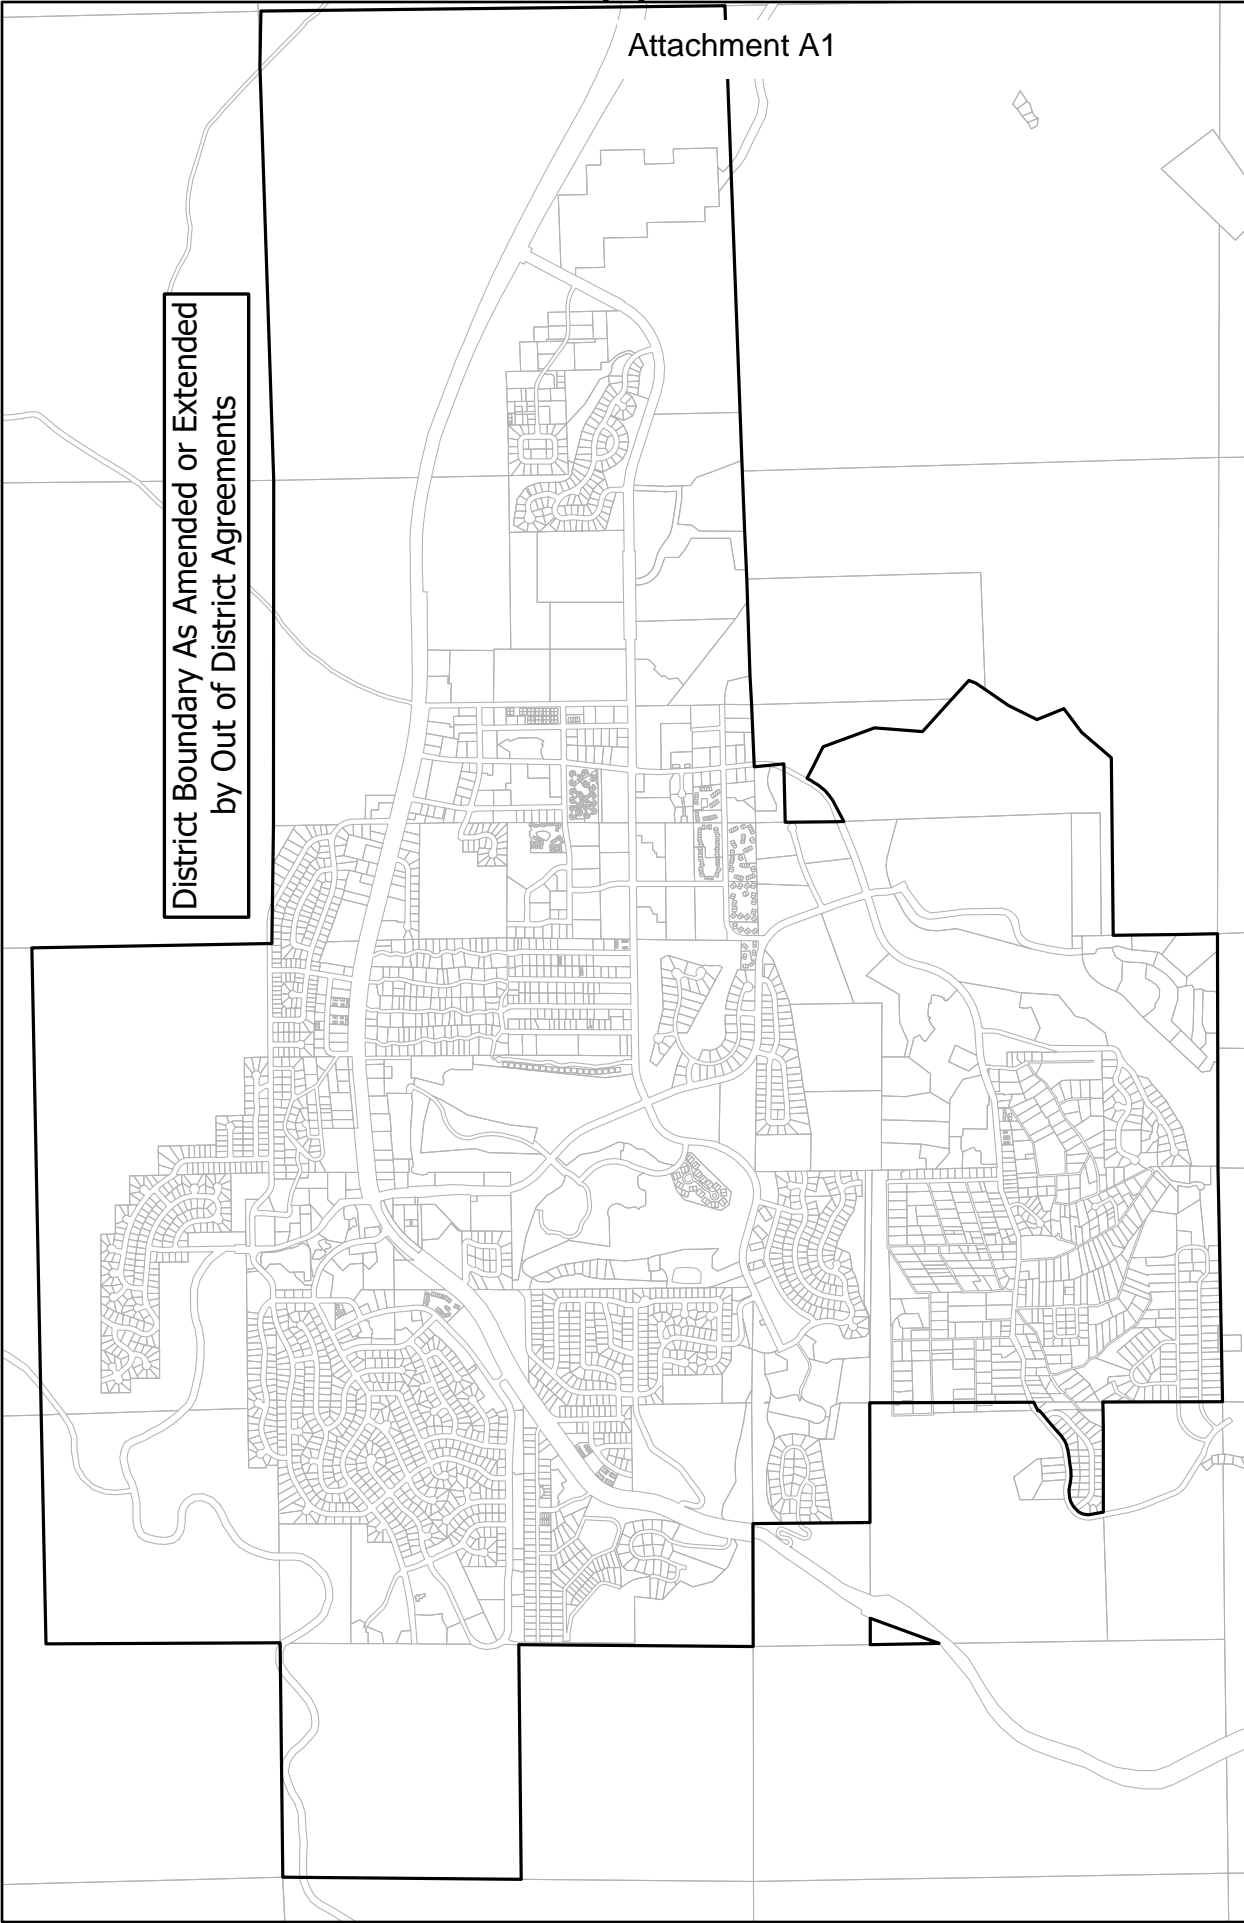 Attachment A1
District Boundary As Amended or Extended
by Out of District Agreements